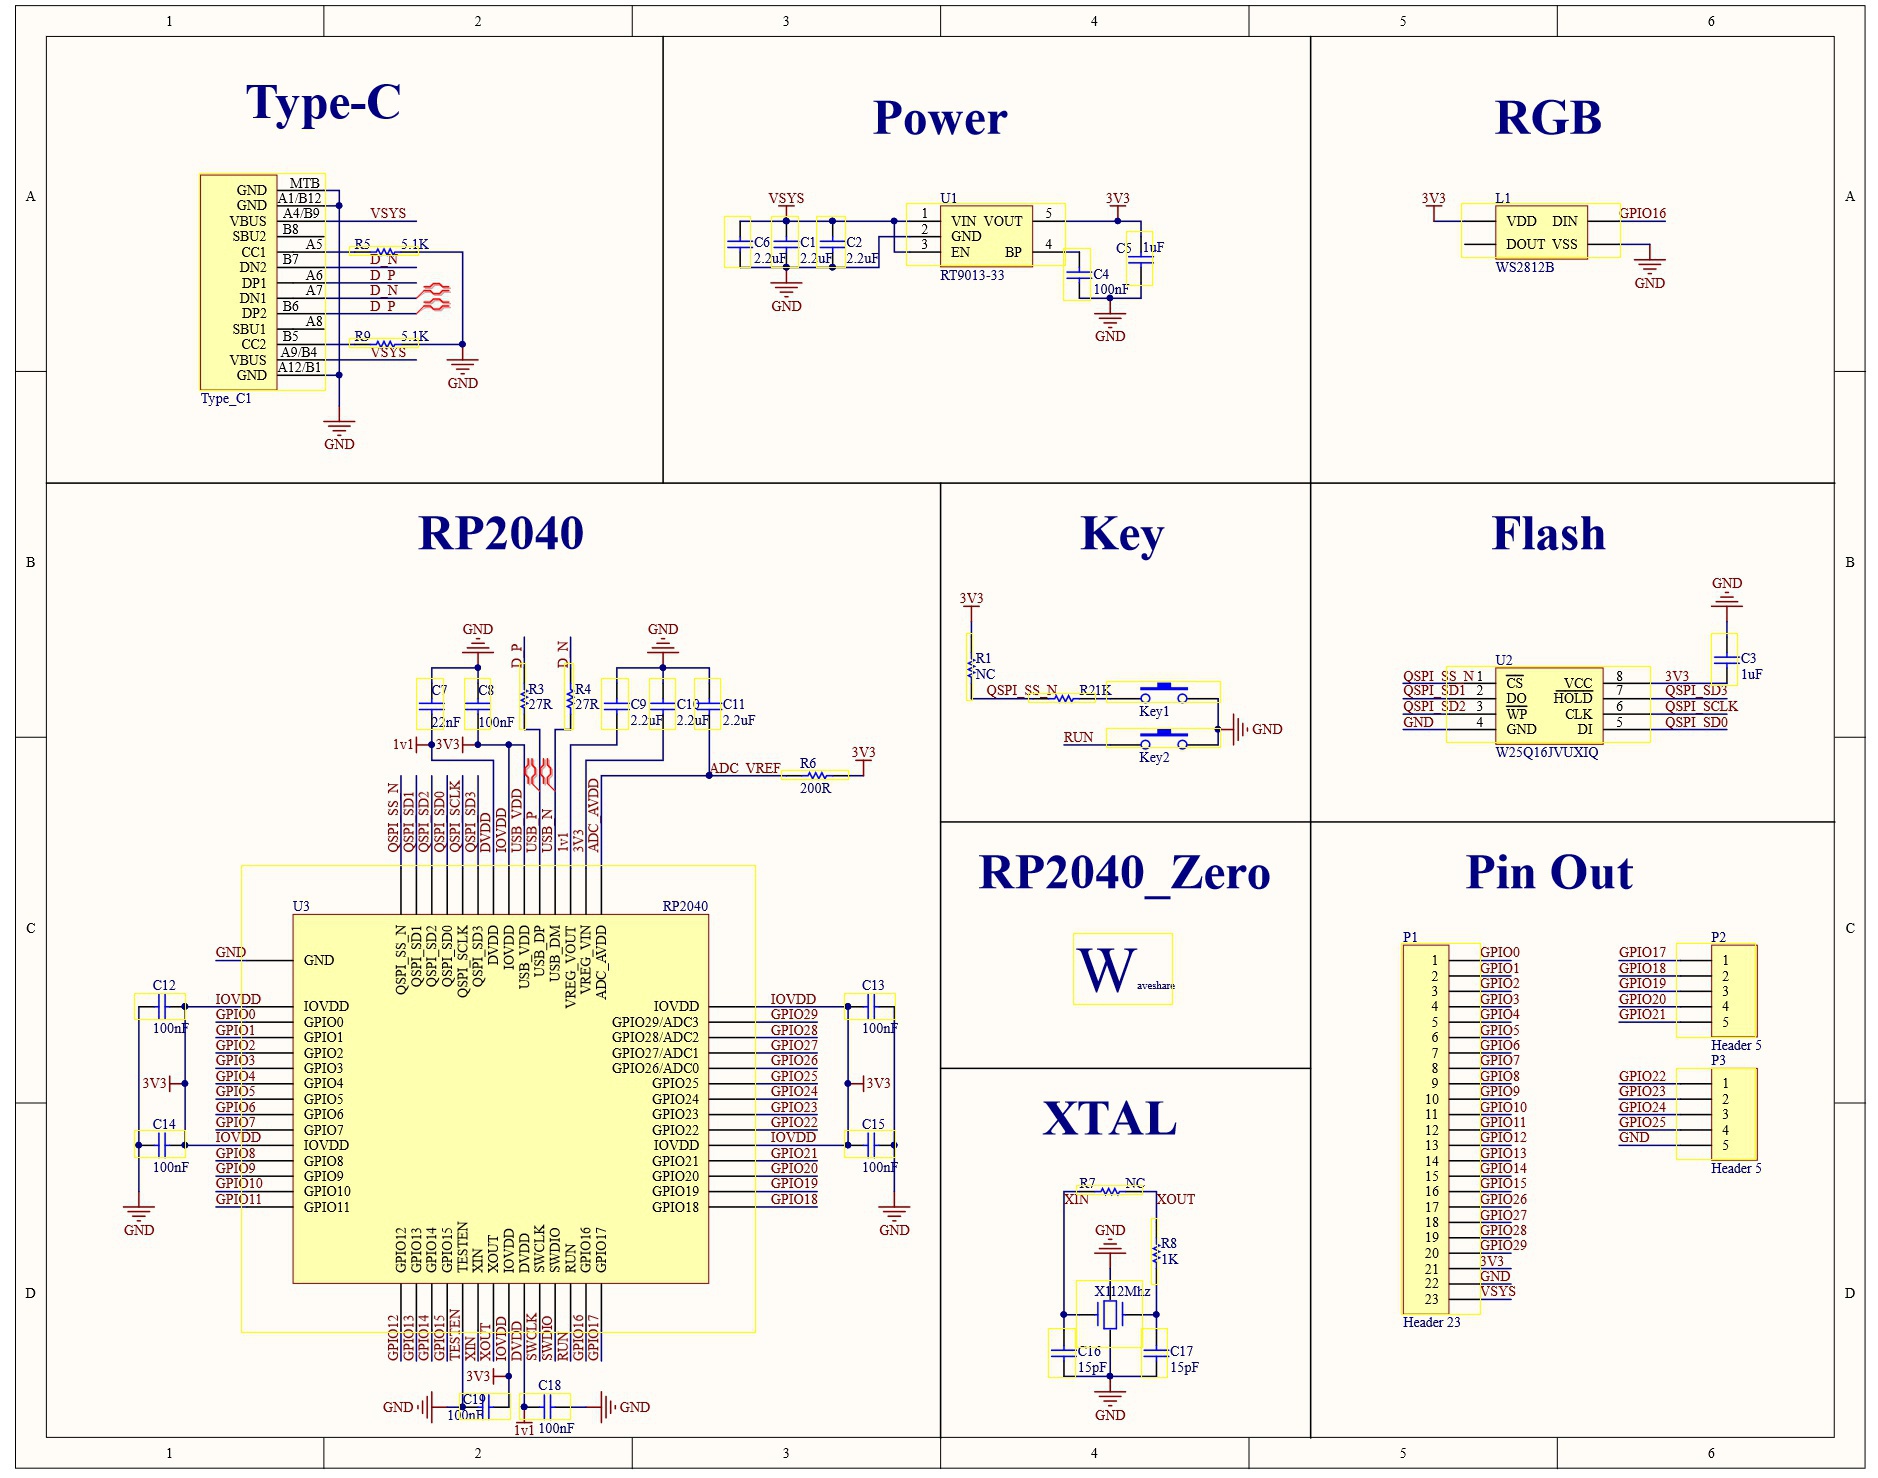 1 2 3 4 5 6
A
B
C
D
Type-C
GND MTB
GND A1/B12
VBUS A4/B9 VSYS
SBU2 B8
CC1 A5 R5 5.1K
DN2 B7 D_N
DP1 A6 D_P
DN1 A7 D_N
DP2 B6 D_P
SBU1 A8
CC2 B5 R9 5.1K
VBUS A9/B4 VSYS
GND A12/B1
GND
Type_C1
GND
Power
VSYS
U1
3V3
1 VIN VOUT 5
2 GND
3 EN BP 4
C6 C1 C2
2.2uF 2.2uF 2.2uF
RT9013-33
C5 1uF
C4
100nF
GND
GND
RGB
3V3
L1
VDD DIN GPIO16
DOUT VSS
WS2812B
GND
RP2040
GND GND
D_P D_N
C7 C8 R3 R4 C9 C10 C11
22nF 100nF 27R 27R 2.2uF 2.2uF 2.2uF
1v1 3V3
3V3
ADC_VREF R6
200R
QSPI_SS_N
QSPI_SD1
QSPI_SD2
QSPI_SD0
QSPI_SCLK
QSPI_SD3
DVDD
IOVDD
USB_VDD
USB_P
USB_N
1v1
3V3
ADC_AVDD
U3 RP2040
QSPI_SS_N
QSPI_SD1
QSPI_SD2
QSPI_SD0
QSPI_SCLK
QSPI_SD3
DVDD
IOVDD
USB_VDD
USB_DP
USB_DM
VREG_VOUT
VREG_VIN
ADC_AVDD
GND GND
C12
100nF
IOVDD IOVDD
GPIO0 GPIO0
GPIO1 GPIO1
GPIO2 GPIO2
GPIO3 GPIO3
3V3
GPIO4 GPIO4
GPIO5 GPIO5
GPIO6 GPIO6
GPIO7 GPIO7
C14
100nF
IOVDD IOVDD
GPIO8 GPIO8
GPIO9 GPIO9
GPIO10 GPIO10
GPIO11 GPIO11
GND
IOVDD IOVDD
C13
100nF
GPIO29/ADC3 GPIO29
GPIO28/ADC2 GPIO28
GPIO27/ADC1 GPIO27
GPIO26/ADC0 GPIO26
GPIO25 GPIO25
3V3
GPIO24 GPIO24
GPIO23 GPIO23
GPIO22 GPIO22
C15
100nF
IOVDD IOVDD
GPIO21 GPIO21
GPIO20 GPIO20
GPIO19 GPIO19
GPIO18 GPIO18
GND
GPIO12
GPIO13
GPIO14
GPIO15
TESTEN
XIN
XOUT
IOVDD
DVDD
SWCLK
SWDIO
RUN
GPIO16
GPIO17
GPIO12
GPIO13
GPIO14
GPIO15
TESTEN
XIN
XOUT
IOVDD
DVDD
SWCLK
SWDIO
RUN
GPIO16
GPIO17
3V3
C19 C18
GND GND
100nF 1v1 100nF
Key
3V3
R1
NC
QSPI_SS_N R2 1K
Key1
GND
RUN
Key2
Flash
GND
C3
1uF
U2
QSPI_SS_N 1 CS VCC 8 3V3
QSPI_SD1 2 DO HOLD 7 QSPI_SD3
QSPI_SD2 3 WP CLK 6 QSPI_SCLK
GND 4 GND DI 5 QSPI_SD0
W25Q16JVUXIQ
RP2040_Zero
Waveshare
XTAL
R7 NC
XIN XOUT
GND
R8
1K
X1 12Mhz
C16 C17
15pF 15pF
GND
Pin Out
P1
1 GPIO0
2 GPIO1
3 GPIO2
4 GPIO3
5 GPIO4
6 GPIO5
7 GPIO6
8 GPIO7
9 GPIO8
10 GPIO9
11 GPIO10
12 GPIO11
13 GPIO12
14 GPIO13
15 GPIO14
16 GPIO15
17 GPIO26
18 GPIO27
19 GPIO28
20 GPIO29
21 3V3
22 GND
23 VSYS
Header 23
P2
GPIO17 1
GPIO18 2
GPIO19 3
GPIO20 4
GPIO21 5
Header 5
P3
GPIO22 1
GPIO23 2
GPIO24 3
GPIO25 4
GND 5
Header 5
A
B
C
D
1 2 3 4 5 6